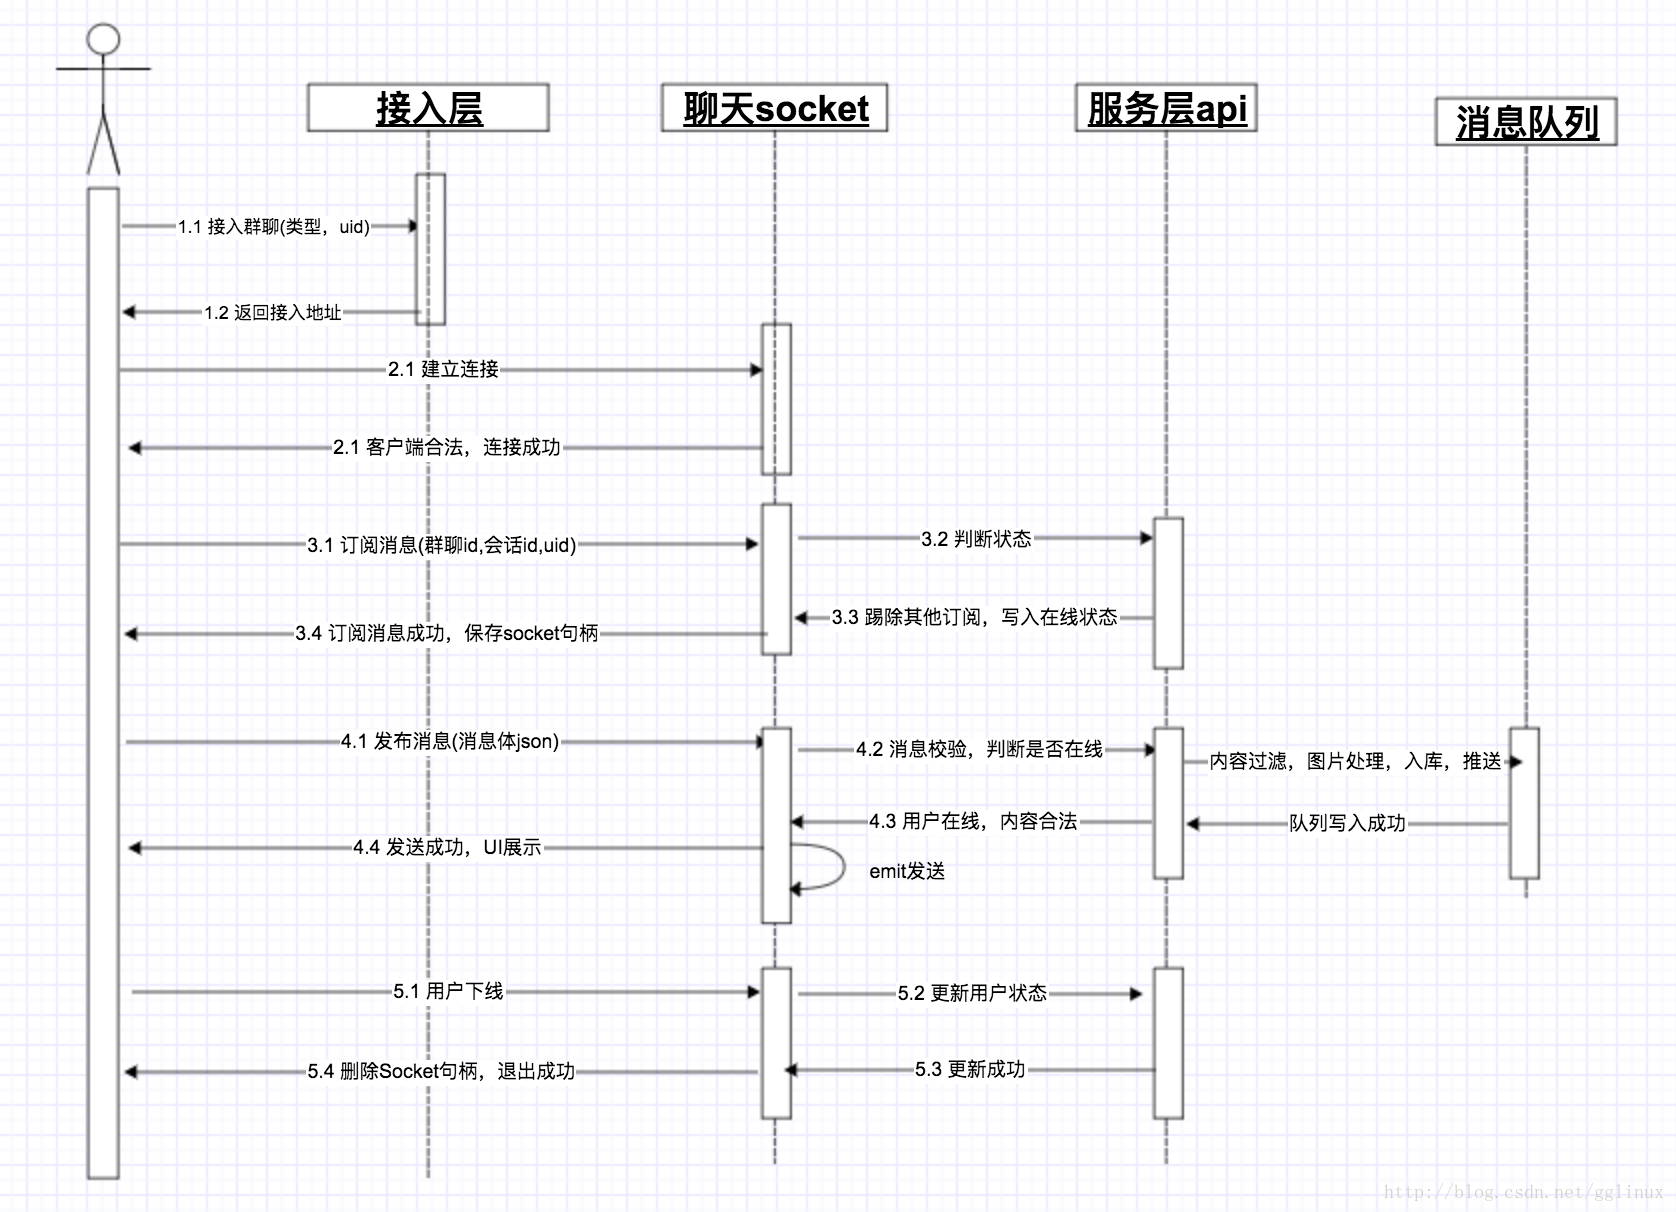 接入层
聊天socket
服务层api
消息队列
1.1 接入群聊(类型，uid)
1.2 返回接入地址
2.1 建立连接
2.1 客户端合法，连接成功
3.1 订阅消息(群聊id,会话id,uid)
3.2 判断状态
3.3 踢除其他订阅，写入在线状态
3.4 订阅消息成功，保存socket句柄
4.1 发布消息(消息体json)
4.2 消息校验，判断是否在线
内容过滤，图片处理，入库，推送
4.3 用户在线，内容合法
队列写入成功
4.4 发送成功，UI展示
emit发送
5.1 用户下线
5.2 更新用户状态
5.3 更新成功
5.4 删除Socket句柄，退出成功
http://blog.csdn.net/gglinux